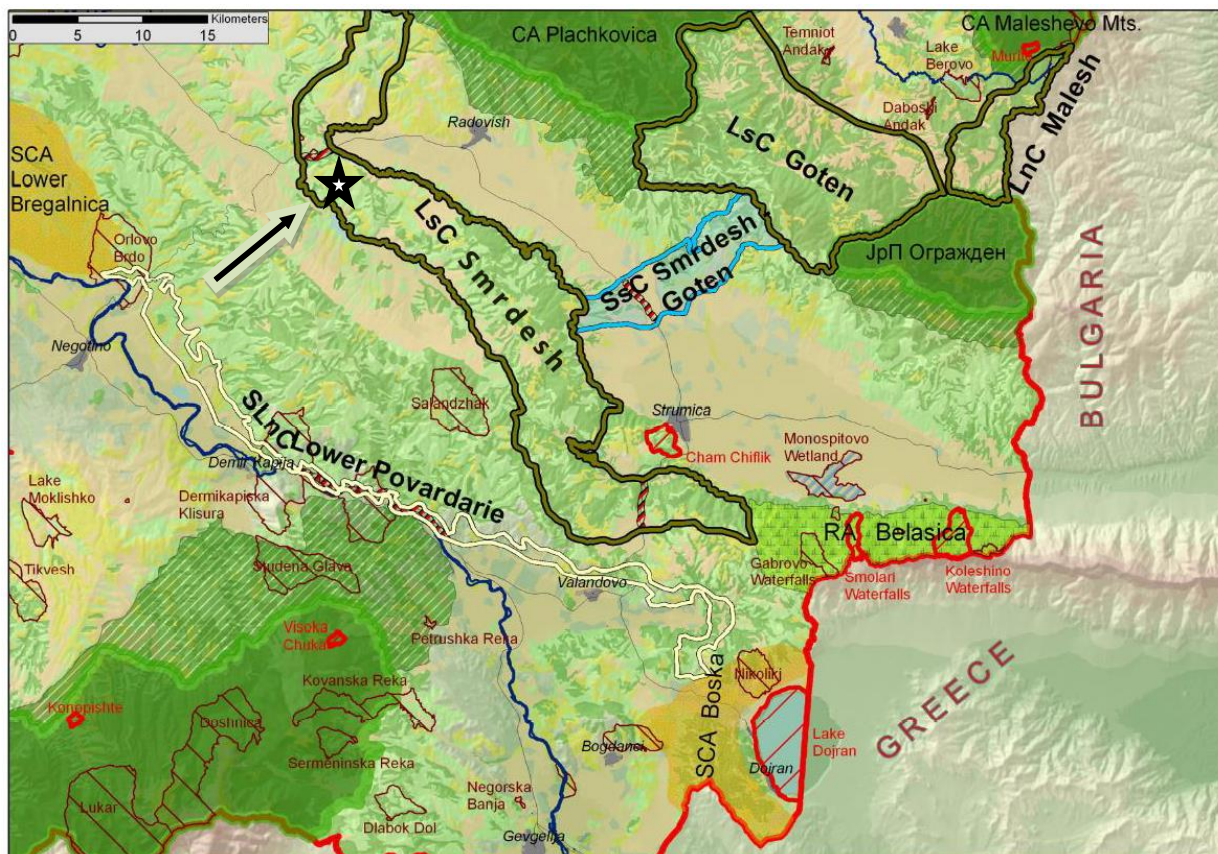 Kilometers
0 5 10 15 20
CA Plachkovica
CA Maleshevo Mts.
Temniot
Andak
Lake
Berovo
Murite
Daboski
Andak
LnC Malesh
Radovish
LsC Goten
SCA
Lower
Bregalnica
Orlovo
Brdo
LsC Smrdesh
SsC Smrdesh
Goten
ЈрП Огражден
BULGARIA
Negotino
Salandzhak
Strumica
SLnC Lower Povardarie
Cham Chiflik
Monospitovo
Wetland
Demir Kapija
Lake
Moklishko
Dermikapiska
Klisura
RA Belasica
Tikvesh
Studena Glava
Gabrovo
Waterfalls
Smolari
Waterfalls
Koleshino
Waterfalls
Valandovo
Visoka
Chuka
Petrushka Reka
Nikolikj
Kovanska Reka
Konopishte
Doshnica
SCA Boska
GREECE
Sermeninska Reka
Bogdanci
Lake
Dojran
Dojran
Lukar
Negorska
Banja
Dlabok Dol
Gevgelija